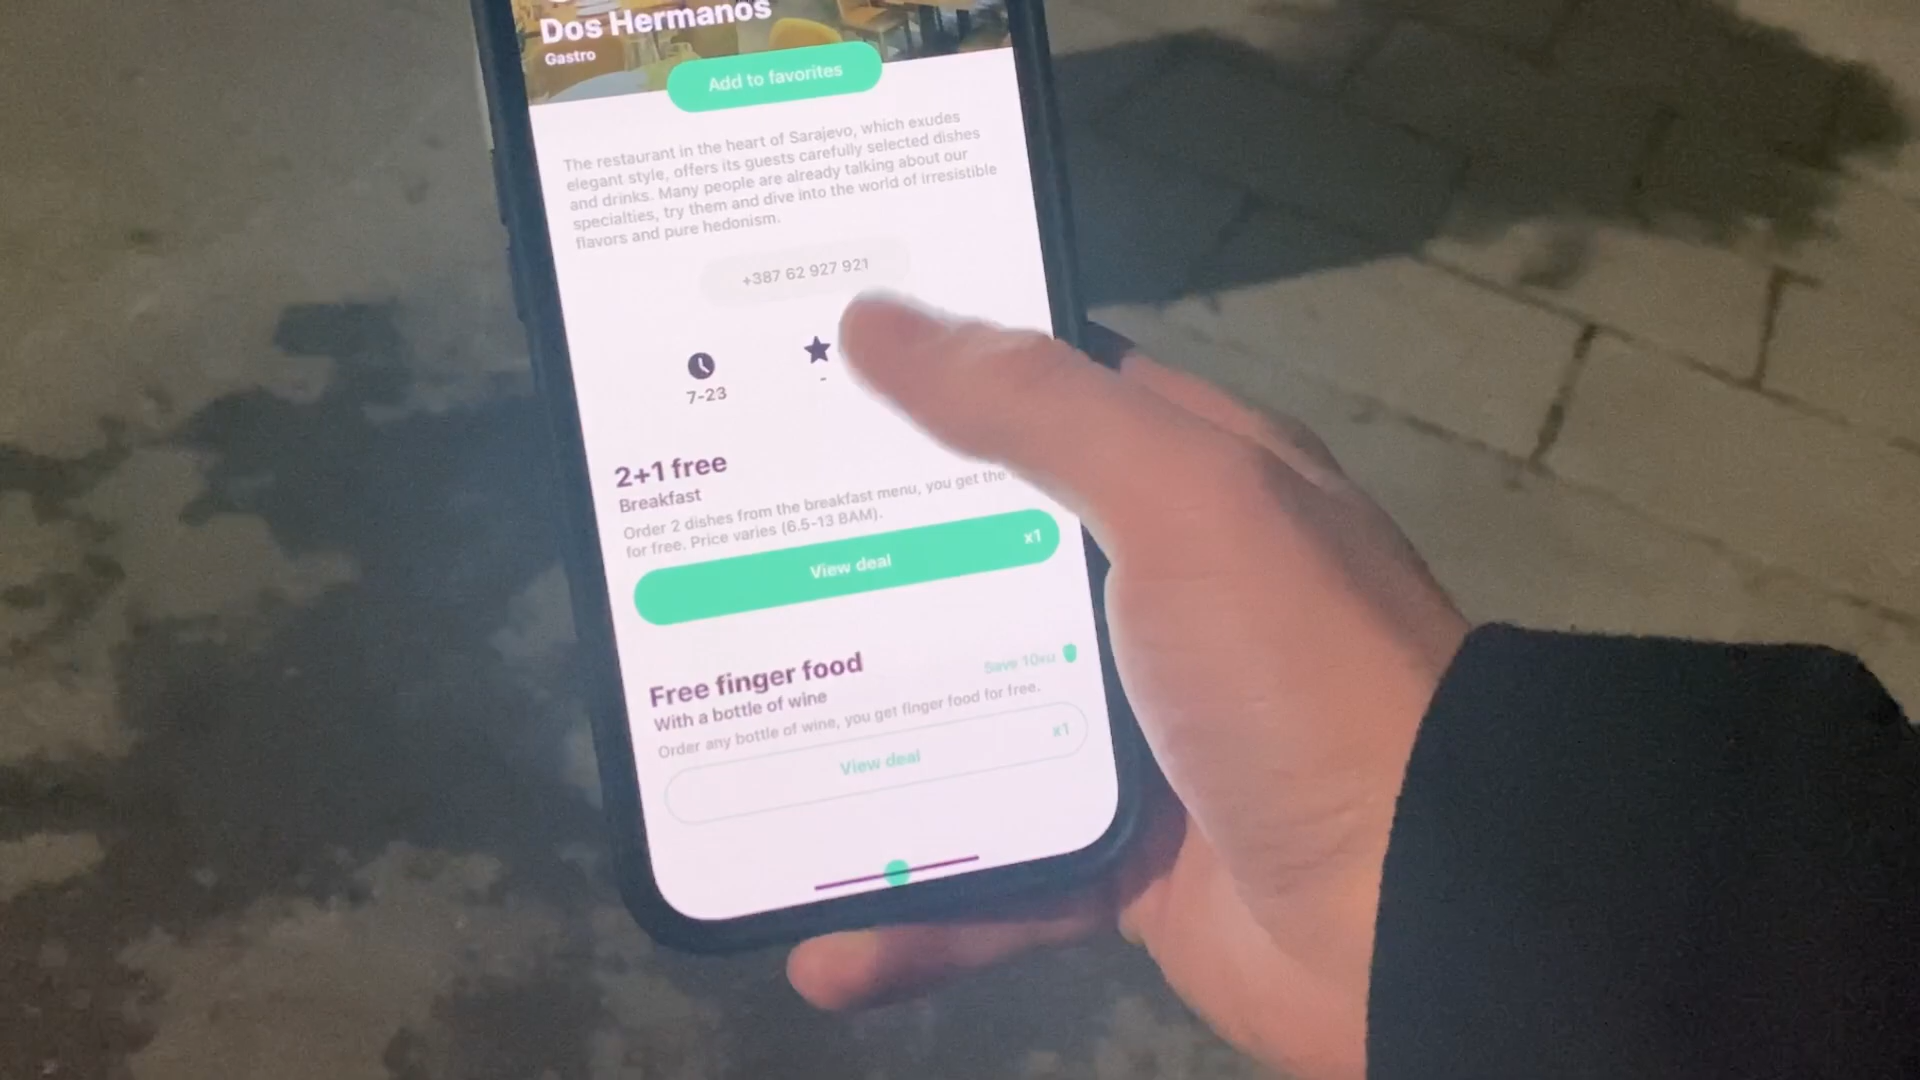 Dos Hermanos
Gastro
Add to favorites
The restaurant in the heart of Sarajevo, which exudes
elegant style, offers its guests carefully selected dishes
and drinks. Many people are already talking about our
specialties, try them and dive into the world of irresistible
flavors and pure hedonism.
+387 62 927 921
7-23
-
2+1 free
Breakfast
Order 2 dishes from the breakfast menu, you get the
for free. Price varies (6.5-13 BAM).
View deal
x1
Free finger food
Save
With a bottle of wine
Order any bottle of wine, you get finger food for free.
View deal
x1